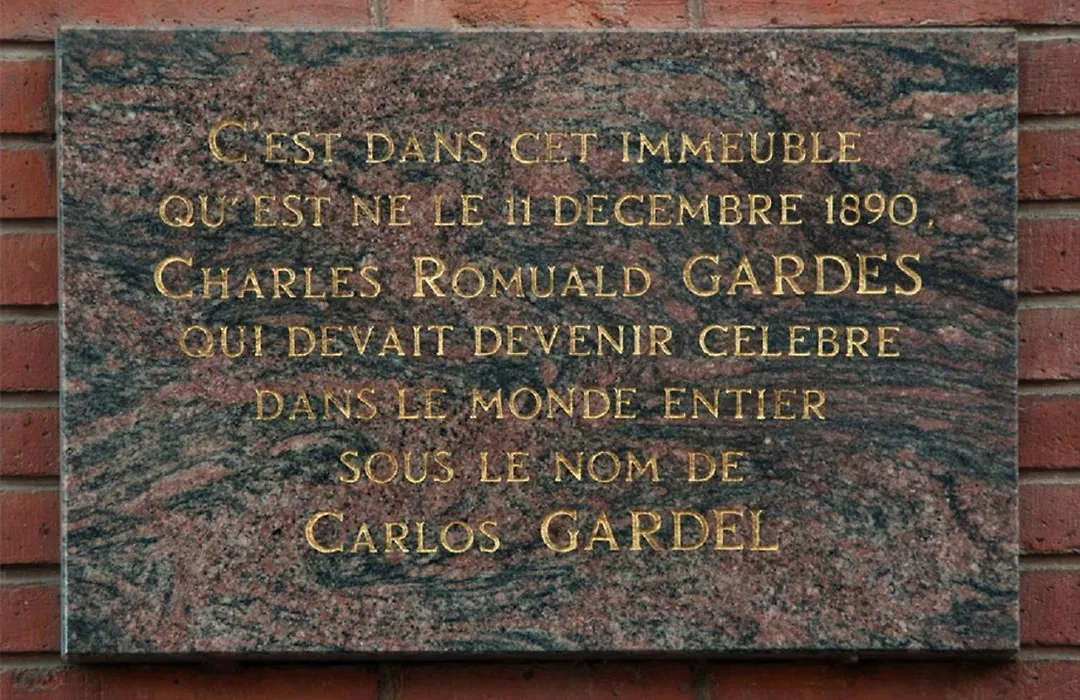 C'EST DANS CET IMMEUBLE
QU'EST NE LE 11 DECEMBRE 1890,
CHARLES ROMUALD GARDES
QUI DEVAIT DEVENIR CELEBRE
DANS LE MONDE ENTIER
SOUS LE NOM DE
CARLOS GARDEL